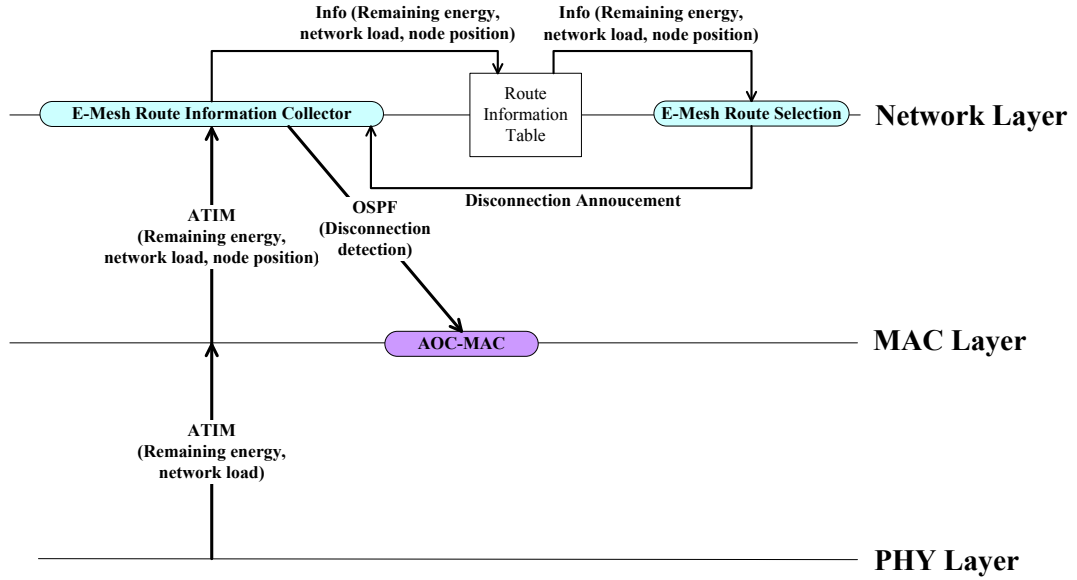 Info (Remaining energy,
network load, node position)
Info (Remaining energy,
network load, node position)
E-Mesh Route Information Collector
Route
Information
Table
E-Mesh Route Selection
Network Layer
Disconnection Annoucement
ATIM
(Remaining energy,
network load, node position)
OSPF
(Disconnection
detection)
AOC-MAC
MAC Layer
ATIM
(Remaining energy,
network load)
PHY Layer